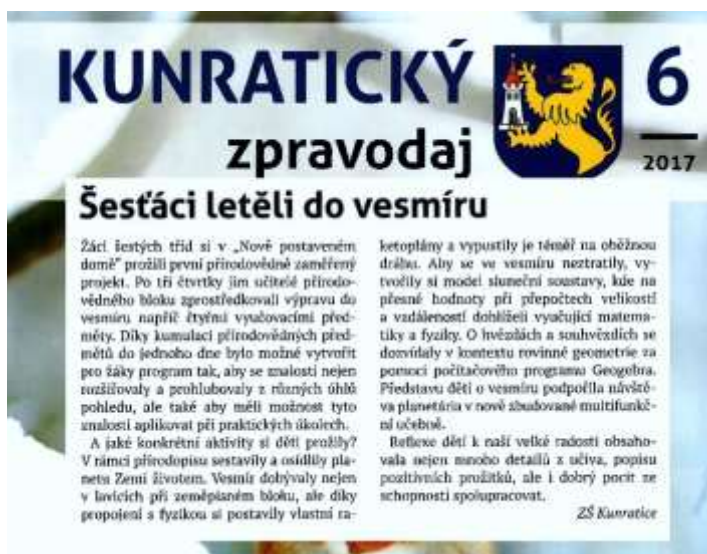 KUNRATICKÝ
6
zpravodaj
2017
Šesťáci letěli do vesmíru
Žáci šestých tříd si v „Nově postaveném
domě" prožili první přírodovědně zaměřený
projekt. Po tři čtvrtky jim učitelé přírodo-
vědného bloku zprostředkovali výpravu do
vesmíru napříč čtyřmi vyučovacími před-
měty. Díky kumulaci přírodovědných před-
mětů do jednoho dne bylo možné vytvořit
pro žáky program tak, aby se znalosti nejen
rozšiřovaly a prohlubovaly z různých úhlů
pohledu, ale také aby měli možnost tyto
znalosti aplikovat při praktických úkolech.
A jaké konkrétní aktivity si děti prožily?
V rámci přírodopisu sestavily a osídlily pla-
netu Zemi životem. Vesmír dobývaly nejen
v lavicích při zeměpisném bloku, ale díky
propojení s fyzikou si postavily vlastní ra-
ketoplány a vypustily je téměř na oběžnou
dráhu. Aby se ve vesmíru neztratily, vy-
tvořily si model sluneční soustavy, kde na
přesné hodnoty při přepočtech velikostí
a vzdáleností dohlíželi vyučující matema-
tiky a fyziky. O hvězdách a souhvězdích se
dozvídaly v kontextu rovinné geometrie za
pomoci počítačového programu Geogebra.
Představu dětí o vesmíru podpořila návště-
va planetária v nově zbudované multifunkč-
ní učebně.
Reflexe dětí k naší velké radosti obsaho-
vala nejen mnoho detailů z učiva, popisu
pozitivních prožitků, ale i dobrý pocit ze
schopnosti spolupracovat.
ZŠ Kunratice